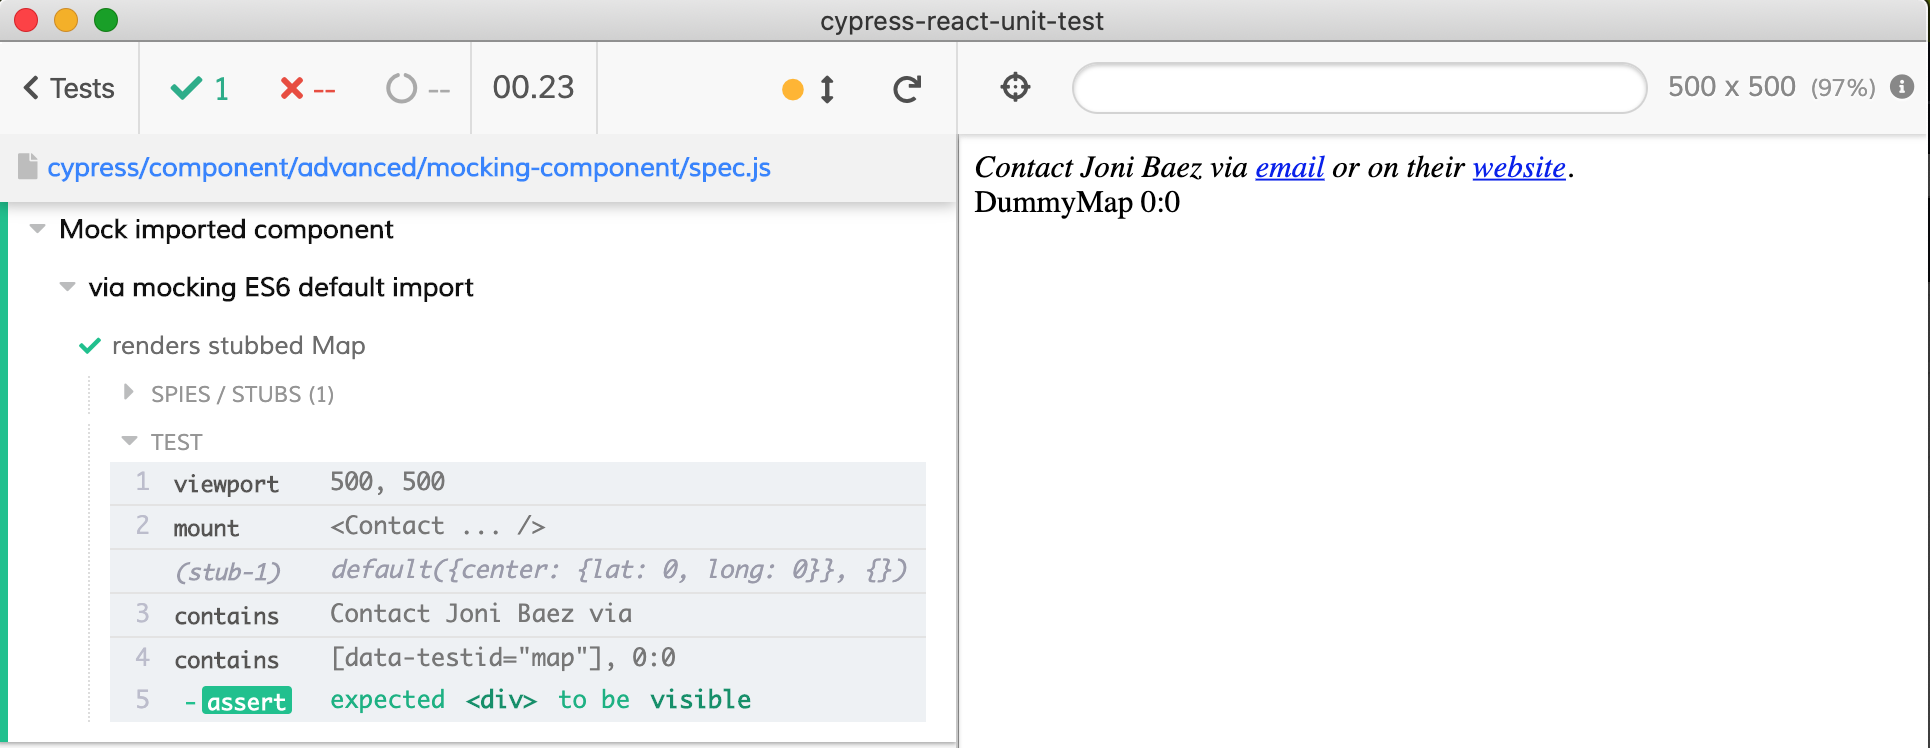 cypress-react-unit-test
Tests 1 -- -- 00.23 500 x 500 (97%)
cypress/component/advanced/mocking-component/spec.js
Mock imported component
via mocking ES6 default import
renders stubbed Map
SPIES / STUBS (1)
TEST
1 viewport 500, 500
2 mount <Contact ... />
(stub-1) default({center: {lat: 0, long: 0}}, {})
3 contains Contact Joni Baez via
4 contains [data-testid="map"], 0:0
5 -assert expected <div> to be visible
Contact Joni Baez via email or on their website.
DummyMap 0:0